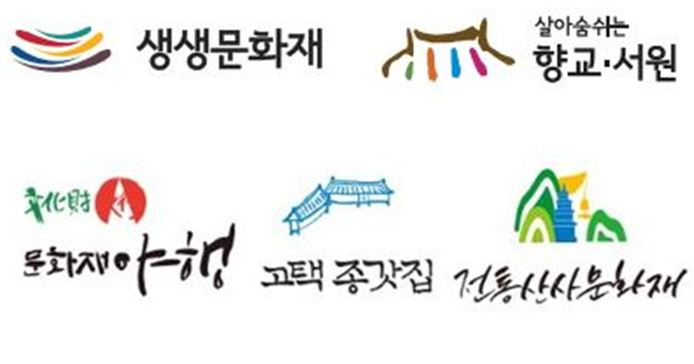 생생문화재
살아숨쉬는
향교·서원
文化財
문화재야행
고택 종갓집
전통산사문화재